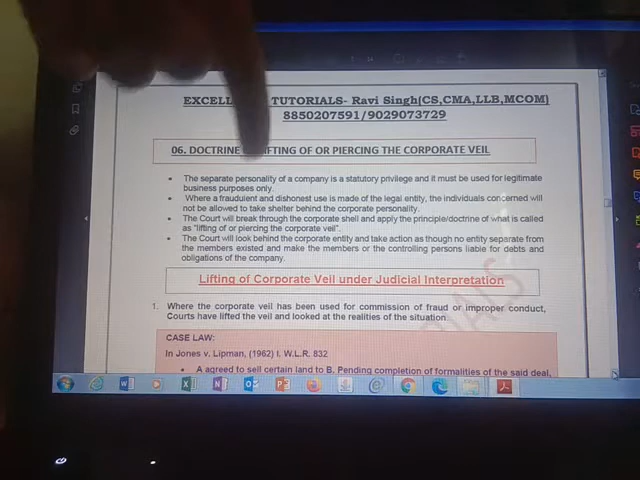 EXCELL TUTORIALS- Ravi Singh(CS,CMA,LLB,MCOM)
8850207591/9029073729
06. DOCTRINE IFTING OF OR PIERCING THE CORPORATE VEIL
• The separate personality of a company is a statutory privilege and it must be used for legitimate
business purposes only.
• Where a fraudulent and dishonest use is made of the legal entity, the individuals concerned will
not be allowed to take shelter behind the corporate personality.
• The Court will break through the corporate shell and apply the principle/doctrine of what is called
as "lifting of or piercing the corporate veil".
• The Court will look behind the corporate entity and take action as though no entity separate from
the members existed and make the members or the controlling persons liable for debts and
obligations of the company.
Lifting of Corporate Veil under Judicial Interpretation
1. Where the corporate veil has been used for commission of fraud or improper conduct,
Courts have lifted the veil and looked at the realities of the situation.
CASE LAW:
In Jones v. Lipman, (1962) I. W.L.R. 832
• A agreed to sell certain land to B. Pending completion of formalities of the said deal,